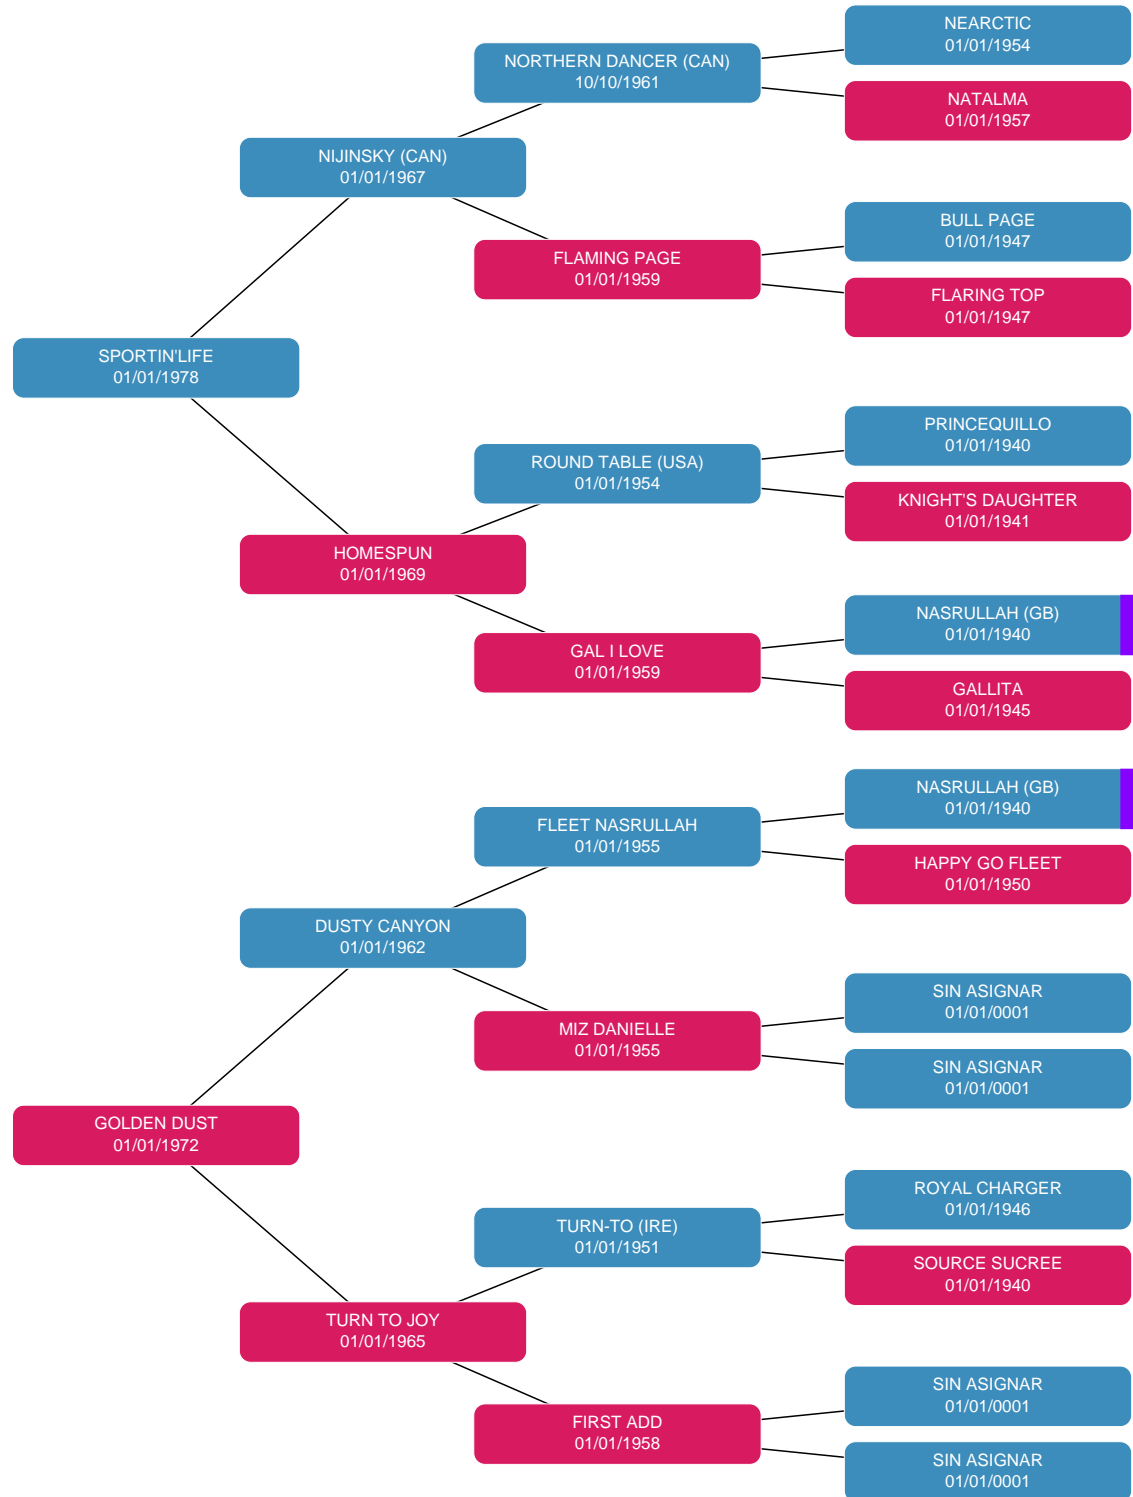 NEARCTIC
01/01/1954
NORTHERN DANCER (CAN)
10/10/1961
NATALMA
01/01/1957
NIJINSKY (CAN)
01/01/1967
BULL PAGE
01/01/1947
FLAMING PAGE
01/01/1959
FLARING TOP
01/01/1947
SPORTIN'LIFE
01/01/1978
PRINCEQUILLO
01/01/1940
ROUND TABLE (USA)
01/01/1954
KNIGHT'S DAUGHTER
01/01/1941
HOMESPUN
01/01/1969
NASRULLAH (GB)
01/01/1940
GAL I LOVE
01/01/1959
GALLITA
01/01/1945
NASRULLAH (GB)
01/01/1940
FLEET NASRULLAH
01/01/1955
HAPPY GO FLEET
01/01/1950
DUSTY CANYON
01/01/1962
SIN ASIGNAR
01/01/0001
MIZ DANIELLE
01/01/1955
SIN ASIGNAR
01/01/0001
GOLDEN DUST
01/01/1972
ROYAL CHARGER
01/01/1946
TURN-TO (IRE)
01/01/1951
SOURCE SUCREE
01/01/1940
TURN TO JOY
01/01/1965
SIN ASIGNAR
01/01/0001
FIRST ADD
01/01/1958
SIN ASIGNAR
01/01/0001